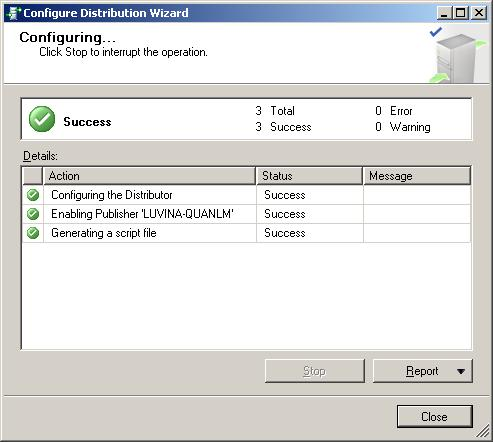 Configure Distribution Wizard
Configuring...
Click Stop to interrupt the operation.
Success
3 Total 0 Error
3 Success 0 Warning
Details:
Action Status Message
Configuring the Distributor Success
Enabling Publisher 'LUVINA-QUANLM' Success
Generating a script file Success
Stop Report
Close